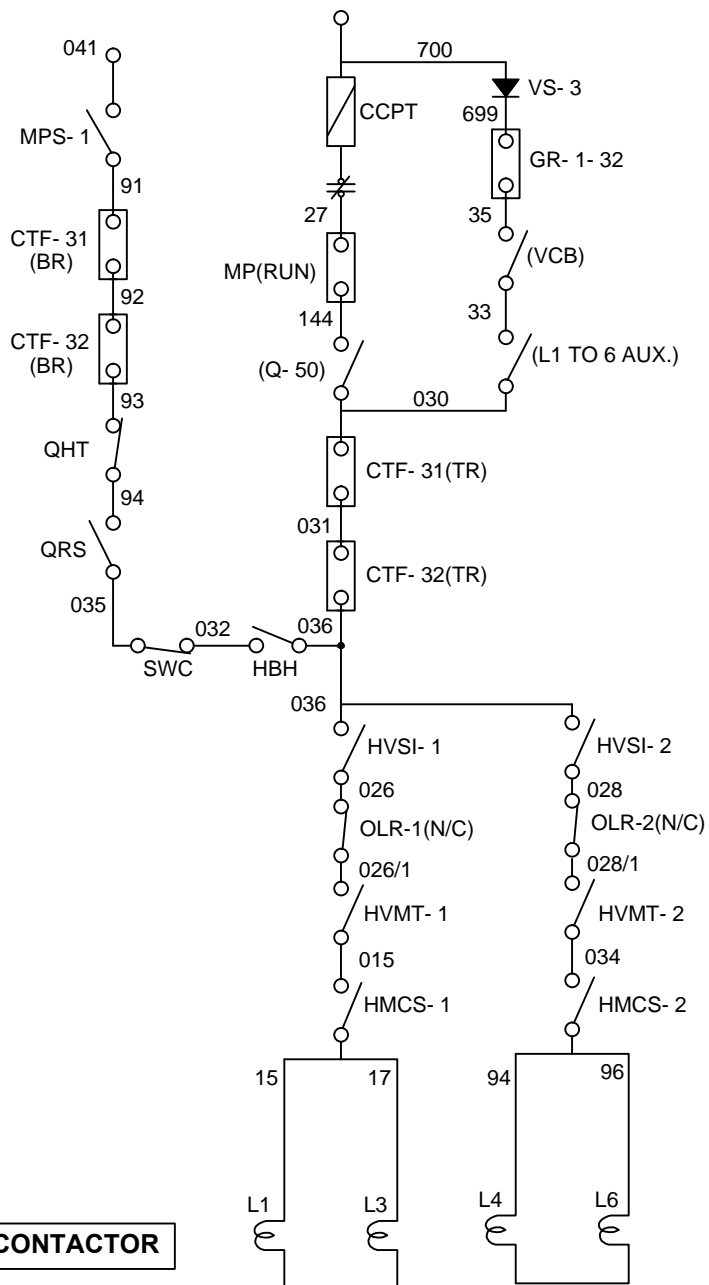 041
700
VS- 3
699
CCPT
MPS- 1
GR- 1- 32
91
27
35
CTF- 31
(BR)
MP(RUN)
(VCB)
92
144
33
CTF- 32
(BR)
(Q- 50)
(L1 TO 6 AUX.)
93
030
QHT
CTF- 31(TR)
94
031
QRS
CTF- 32(TR)
035
032
036
SWC
HBH
036
HVSI- 1
HVSI- 2
026
028
OLR-1(N/C)
OLR-2(N/C)
026/1
028/1
HVMT- 1
HVMT- 2
015
034
HMCS- 1
HMCS- 2
15
17
94
96
L1
L3
L4
L6
CONTACTOR